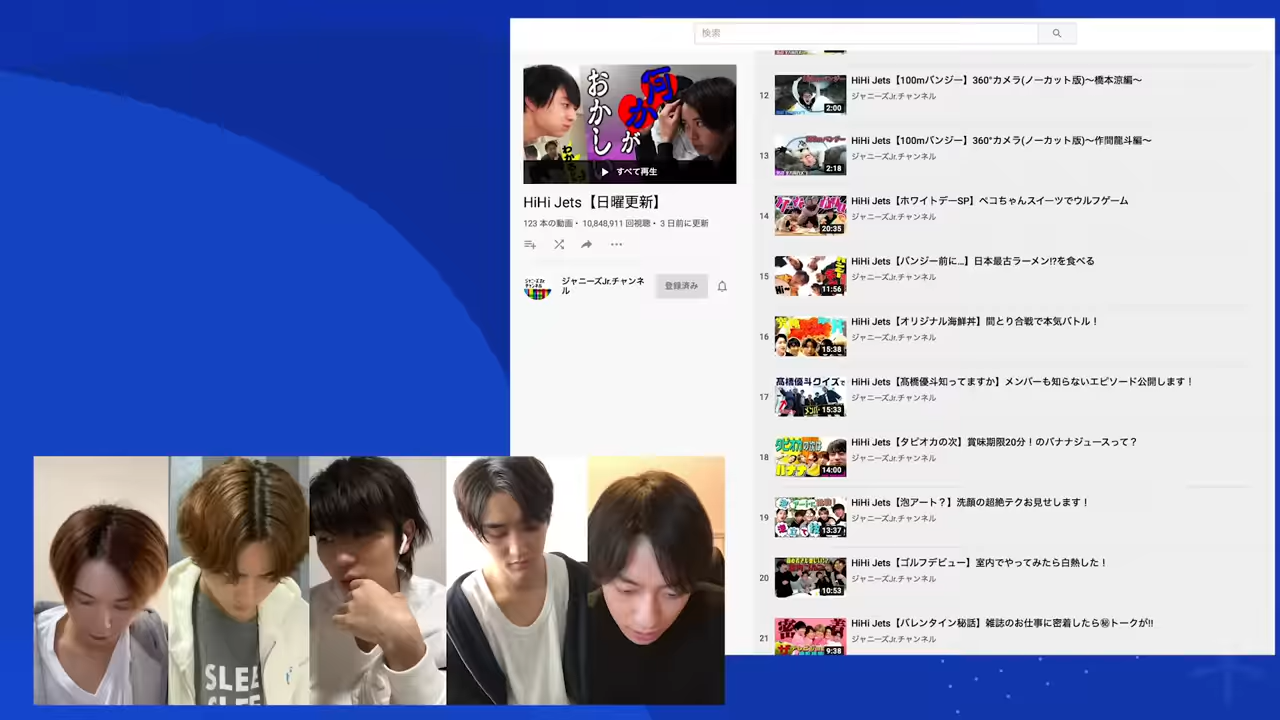 検索
何かが
おかしい
すべて再生
HiHi Jets【日曜更新】
123 本の動画・10,848,911 回視聴・3 日前に更新
ジャニーズJr.チャンネル
登録済み
12
2:00
HiHi Jets【100mバンジー】360°カメラ(ノーカット版)〜橋本涼編〜
ジャニーズJr.チャンネル
13
2:18
HiHi Jets【100mバンジー】360°カメラ(ノーカット版)〜作間龍斗編〜
ジャニーズJr.チャンネル
14
20:35
HiHi Jets【ホワイトデーSP】ペコちゃんスイーツでウルフゲーム
ジャニーズJr.チャンネル
15
11:56
HiHi Jets【バンジー前に…】日本最古ラーメン!?を食べる
ジャニーズJr.チャンネル
16
15:38
HiHi Jets【オリジナル海鮮丼】間とり合戦で本気バトル！
ジャニーズJr.チャンネル
17
髙橋優斗クイズで
15:33
HiHi Jets【髙橋優斗知ってますか】メンバーも知らないエピソード公開します！
ジャニーズJr.チャンネル
18
タピオカの次は
バナナ
14:00
HiHi Jets【タピオカの次】賞味期限20分！のバナナジュースって？
ジャニーズJr.チャンネル
19
13:37
HiHi Jets【泡アート？】洗顔の超絶テクお見せします！
ジャニーズJr.チャンネル
20
10:53
HiHi Jets【ゴルフデビュー】室内でやってみたら白熱した！
ジャニーズJr.チャンネル
21
9:38
HiHi Jets【バレンタイン秘話】雑誌のお仕事に密着したら㊙トークが!!
ジャニーズJr.チャンネル